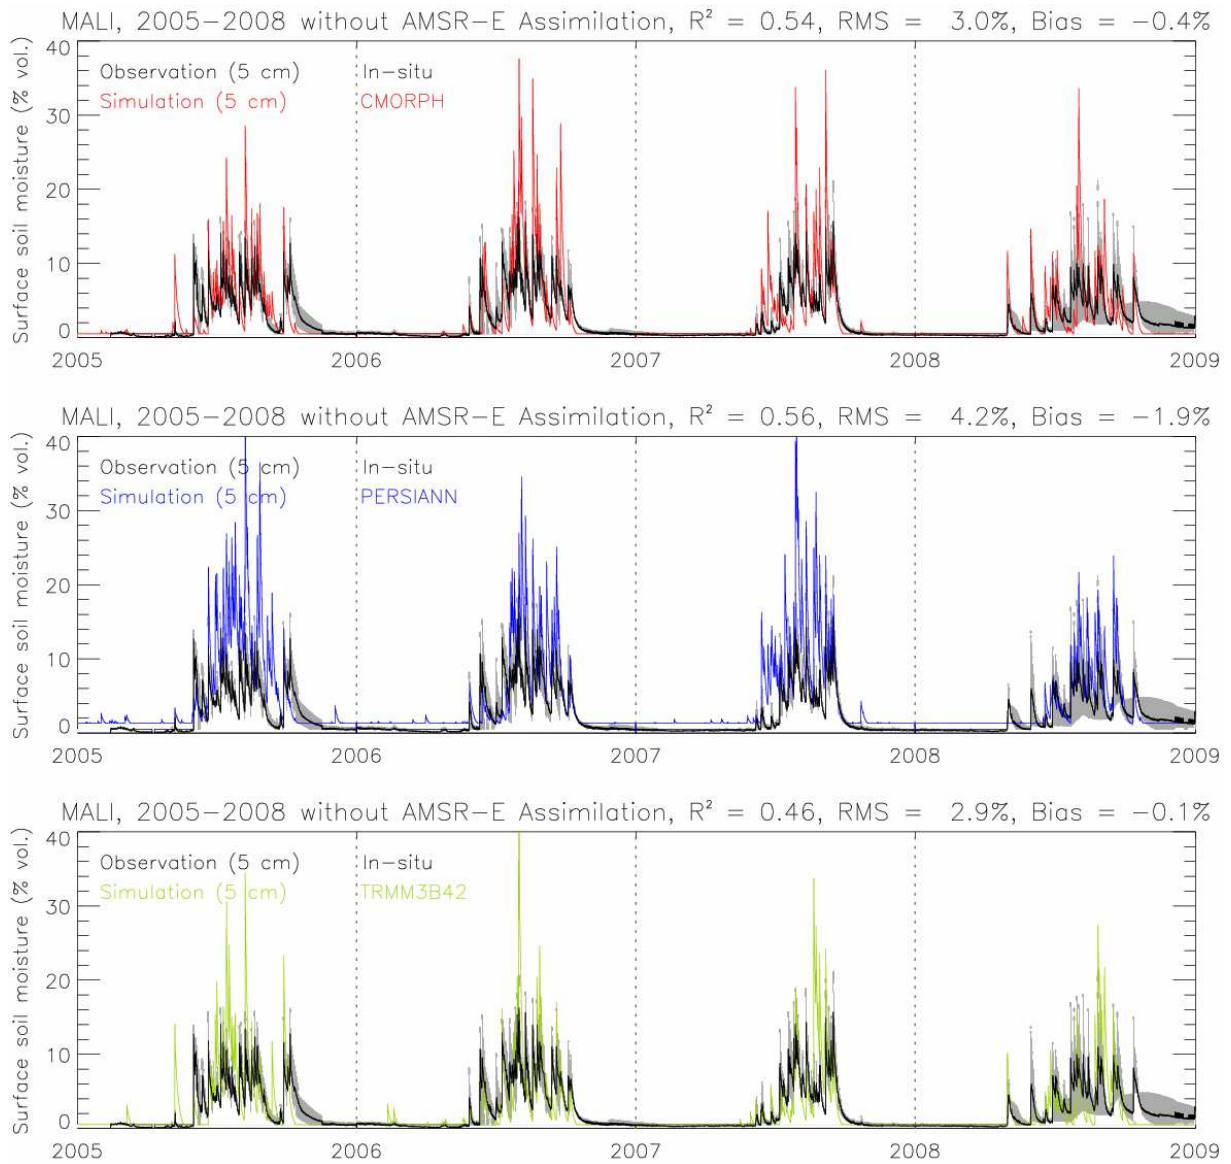 MALI, 2005-2008 without AMSR-E Assimilation, R² = 0.54, RMS = 3.0%, Bias = -0.4%
Surface soil moisture (% vol.)
40
30
20
10
0
Observation (5 cm) In-situ
Simulation (5 cm) CMORPH
2005 2006 2007 2008 2009
MALI, 2005-2008 without AMSR-E Assimilation, R² = 0.56, RMS = 4.2%, Bias = -1.9%
Surface soil moisture (% vol.)
40
30
20
10
0
Observation (5 cm) In-situ
Simulation (5 cm) PERSIANN
2005 2006 2007 2008 2009
MALI, 2005-2008 without AMSR-E Assimilation, R² = 0.46, RMS = 2.9%, Bias = -0.1%
Surface soil moisture (% vol.)
40
30
20
10
0
Observation (5 cm) In-situ
Simulation (5 cm) TRMM3B42
2005 2006 2007 2008 2009